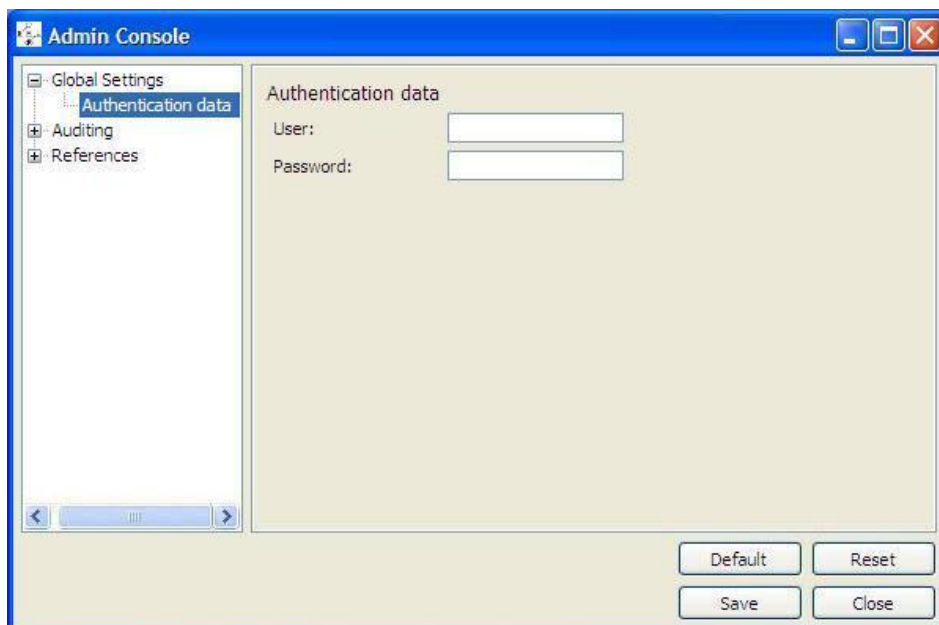 Admin Console
Global Settings
Authentication data
Auditing
References
Authentication data
User:
Password:
Default
Reset
Save
Close